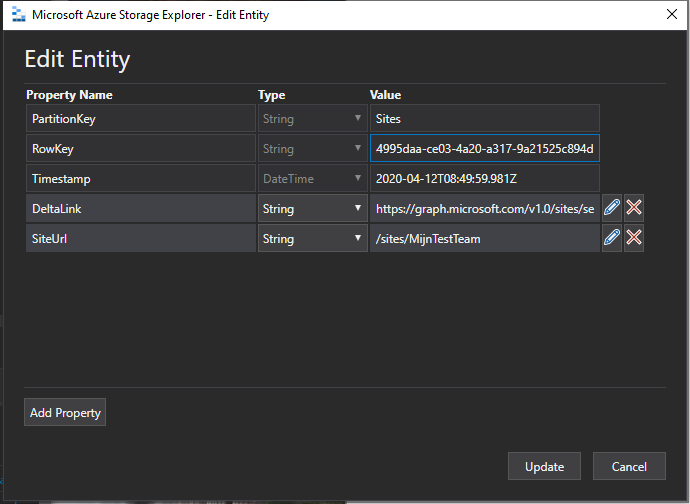 Microsoft Azure Storage Explorer - Edit Entity
Edit Entity
Property Name Type Value
PartitionKey String Sites
RowKey String 4995daa-ce03-4a20-a317-9a21525c894d
Timestamp DateTime 2020-04-12T08:49:59.981Z
DeltaLink String https://graph.microsoft.com/v1.0/sites/se
SiteUrl String /sites/MijnTestTeam
Add Property
Update Cancel